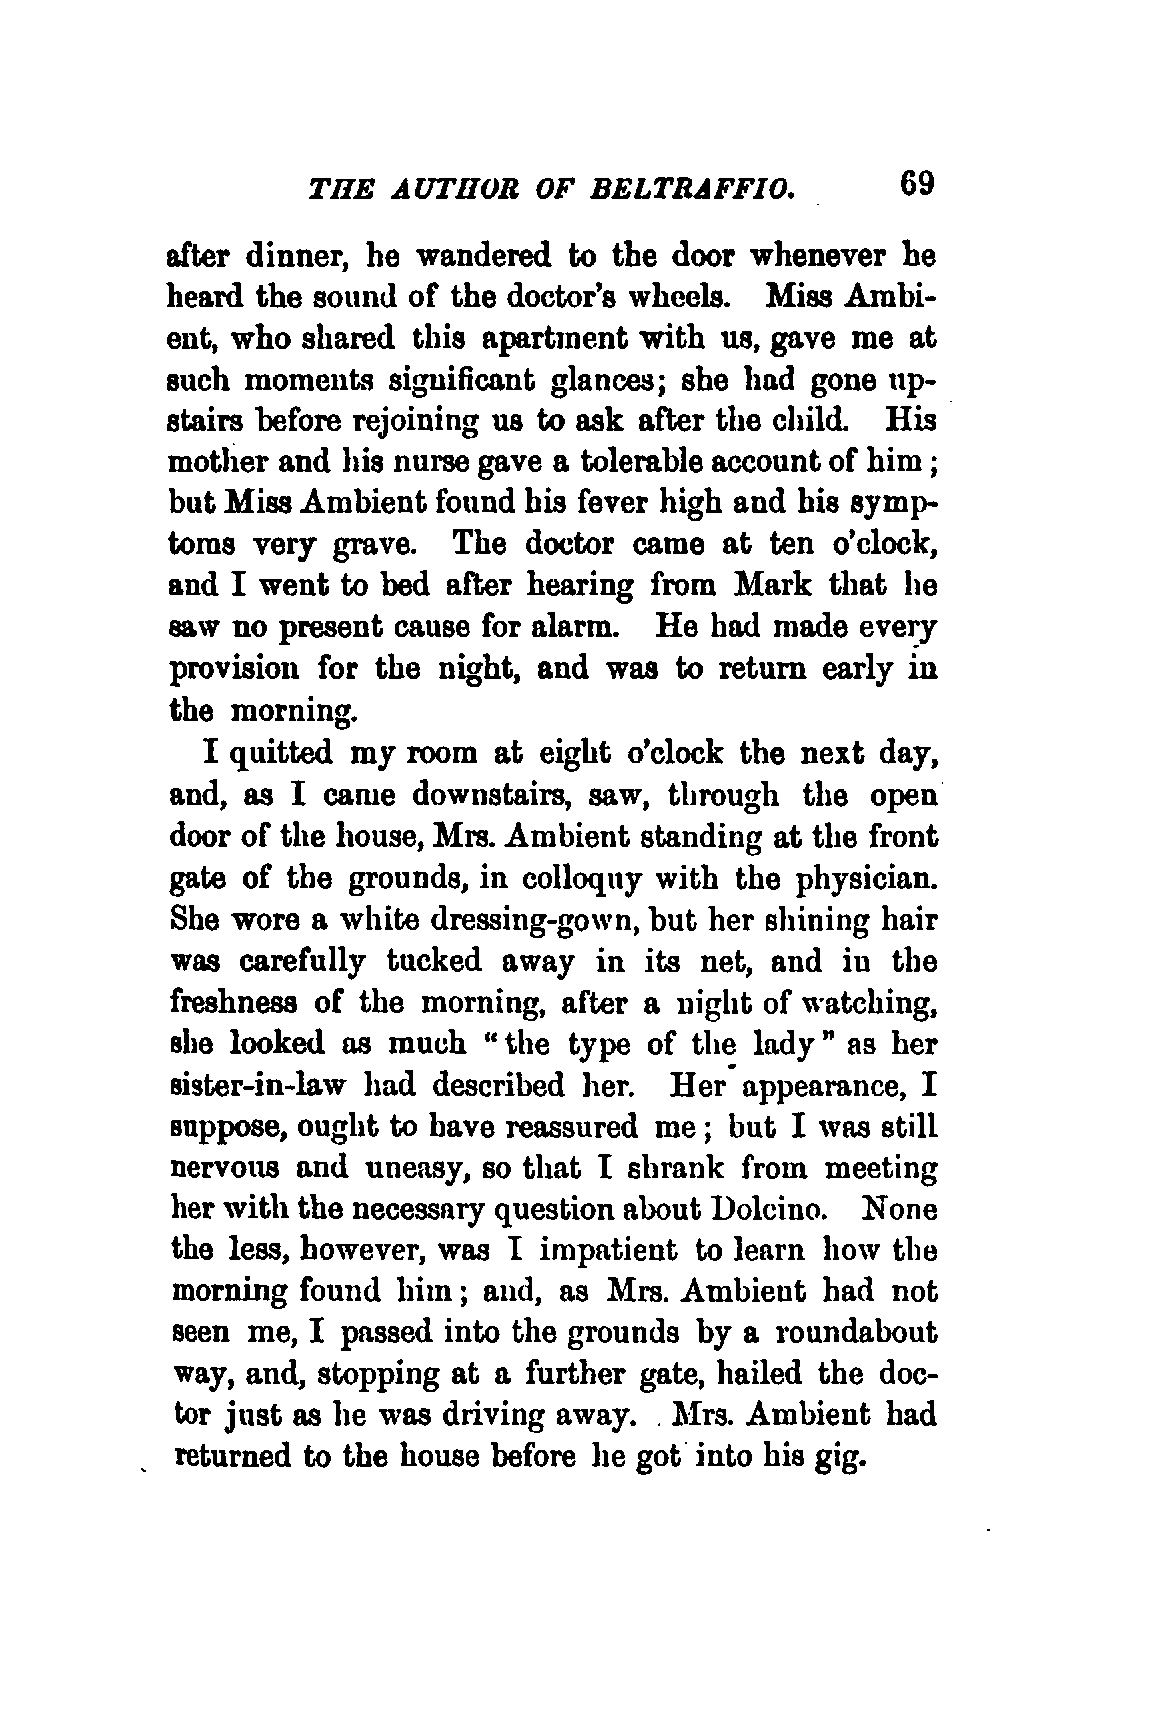 THE AUTHOR OF BELTRAFFIO. 69
after dinner, he wandered to the door whenever he
heard the sound of the doctor's wheels. Miss Ambi-
ent, who shared this apartment with us, gave me at
such moments significant glances; she had gone up-
stairs before rejoining us to ask after the child. His
mother and his nurse gave a tolerable account of him;
but Miss Ambient found his fever high and his symp-
toms very grave. The doctor came at ten o'clock,
and I went to bed after hearing from Mark that he
saw no present cause for alarm. He had made every
provision for the night, and was to return early in
the morning.
I quitted my room at eight o'clock the next day,
and, as I came downstairs, saw, through the open
door of the house, Mrs. Ambient standing at the front
gate of the grounds, in colloquy with the physician.
She wore a white dressing-gown, but her shining hair
was carefully tucked away in its net, and in the
freshness of the morning, after a night of watching,
she looked as much "the type of the lady" as her
sister-in-law had described her. Her appearance, I
suppose, ought to have reassured me; but I was still
nervous and uneasy, so that I shrank from meeting
her with the necessary question about Dolcino. None
the less, however, was I impatient to learn how the
morning found him; and, as Mrs. Ambient had not
seen me, I passed into the grounds by a roundabout
way, and, stopping at a further gate, hailed the doc-
tor just as he was driving away. Mrs. Ambient had
returned to the house before he got into his gig.